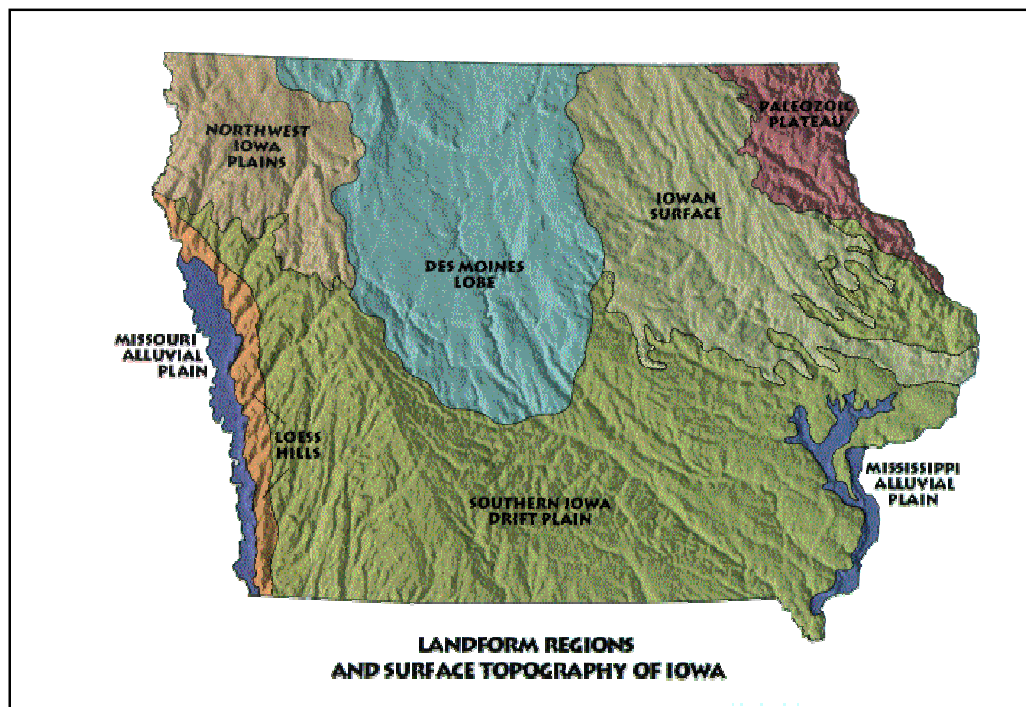 PALEOZOIC
PLATEAU
NORTHWEST
IOWA
PLAINS
IOWAN
SURFACE
DES MOINES
LOBE
MISSOURI
ALLUVIAL
PLAIN
LOESS
HILLS
MISSISSIPPI
ALLUVIAL
PLAIN
SOUTHERN IOWA
DRIFT PLAIN
LANDFORM REGIONS
AND SURFACE TOPOGRAPHY OF IOWA